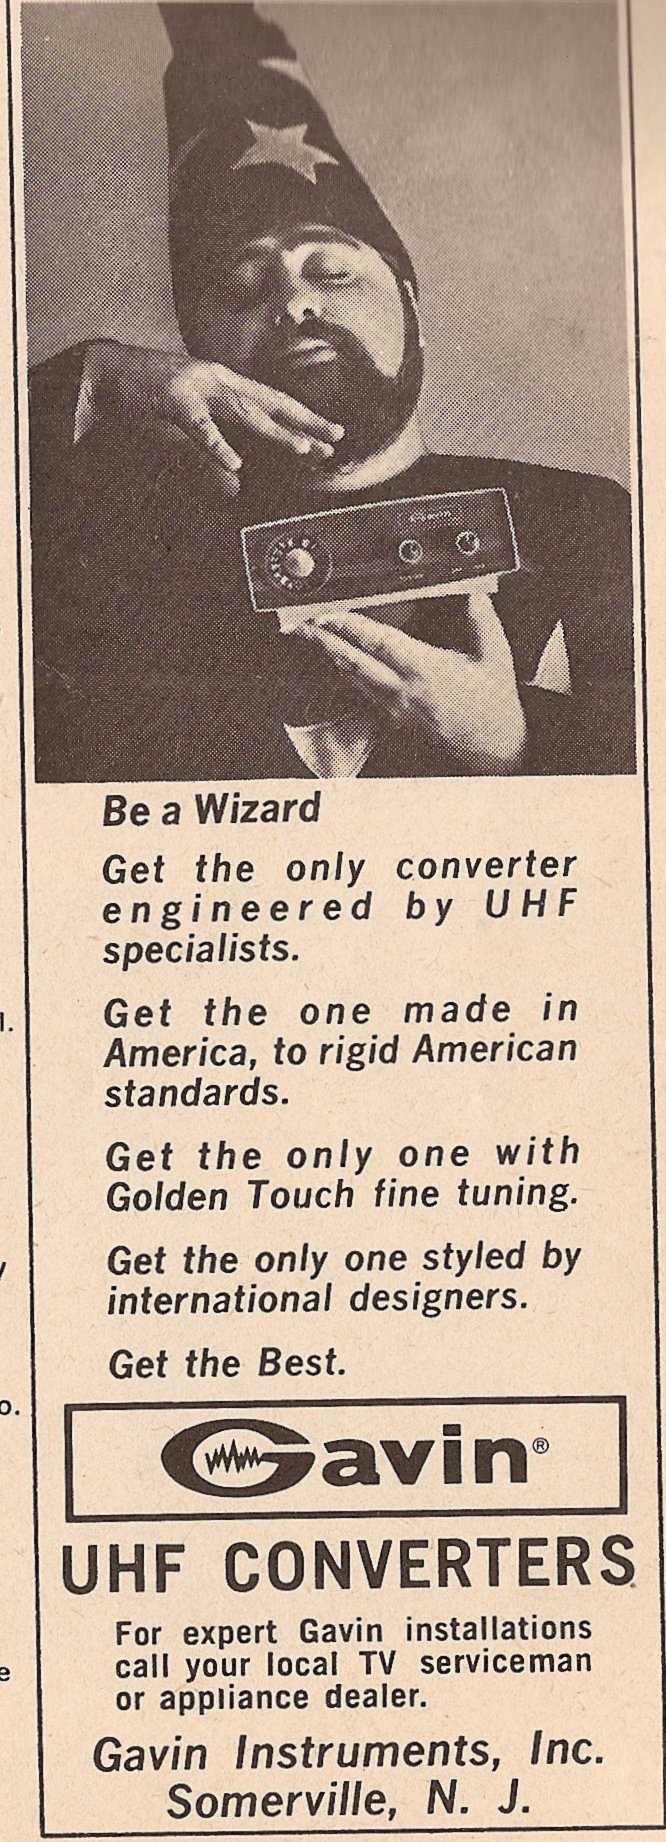 Gavin
Be a Wizard
Get the only converter
engineered by UHF
specialists.
Get the one made in
America, to rigid American
standards.
Get the only one with
Golden Touch fine tuning.
Get the only one styled by
international designers.
Get the Best.
Gavin®
UHF CONVERTERS
For expert Gavin installations
call your local TV serviceman
or appliance dealer.
Gavin Instruments, Inc.
Somerville, N. J.